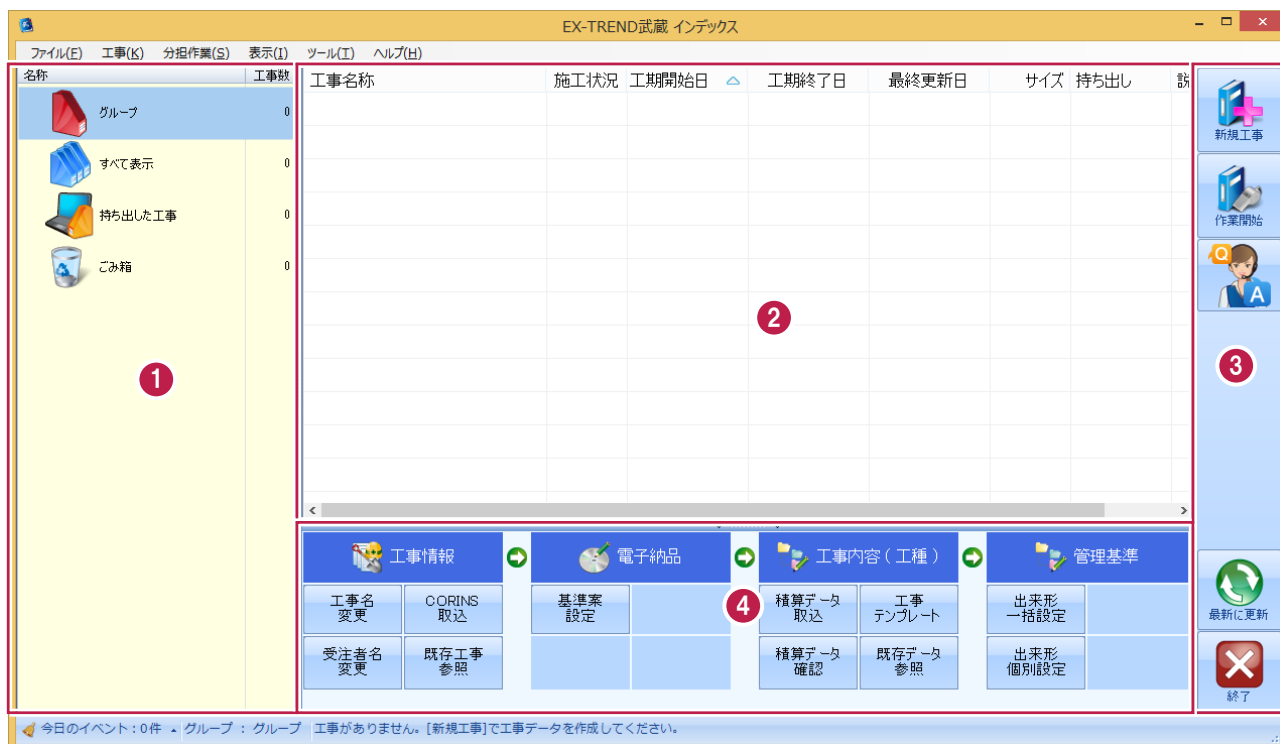 EX-TREND武蔵 インデックス
ファイル(F) 工事(K) 分担作業(S) 表示(I) ツール(T) ヘルプ(H)
名称 工事数
グループ 0
すべて表示 0
持ち出した工事 0
ごみ箱 0
1
工事名称 施工状況 工期開始日 工期終了日 最終更新日 サイズ 持ち出し
2
新規工事
作業開始
Q
A
3
最新に更新
終了
工事情報 電子納品 工事内容(工種) 管理基準
工事名
変更
CORINS
取込
基準案
設定
4
積算データ
取込
工事
テンプレート
出来形
一括設定
受注者名
変更
既存工事
参照
積算データ
確認
既存データ
参照
出来形
個別設定
今日のイベント:0件 グループ : グループ 工事がありません。[新規工事]で工事データを作成してください。